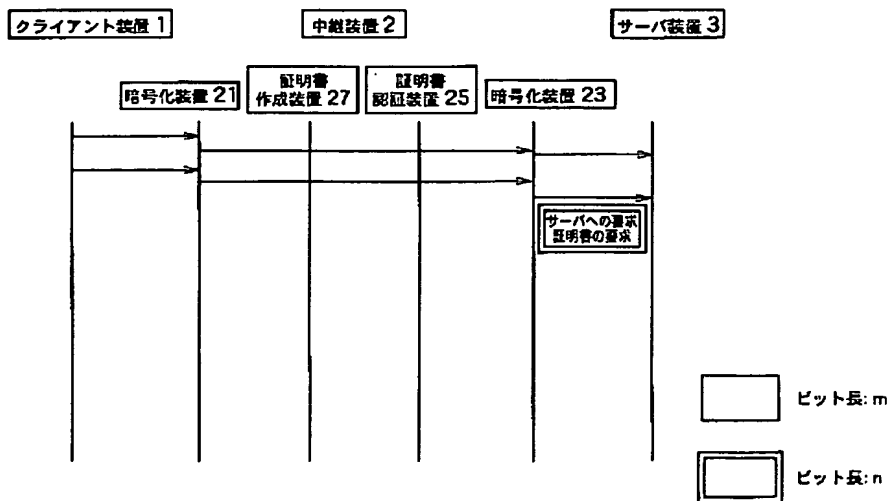 クライアント装置 1
中継装置 2
サーバ装置 3
暗号化装置 21
証明書
作成装置 27
証明書
認証装置 25
暗号化装置 23
サーバへの要求
証明書の要求
ビット長: m
ビット長: n